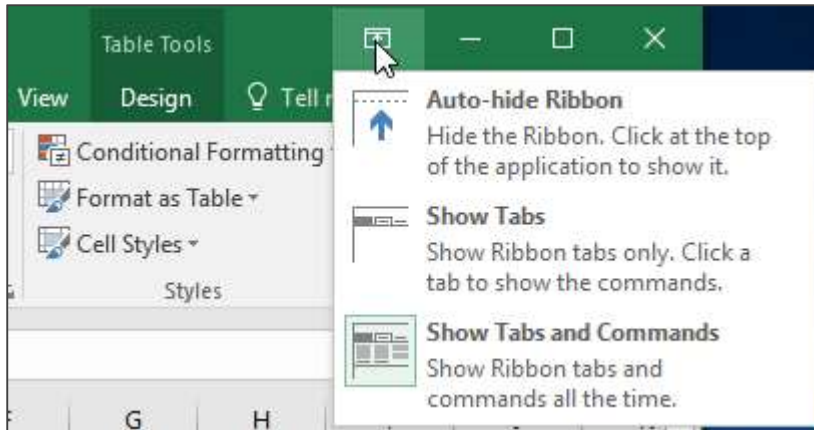 Table Tools
View Design Tell
Auto-hide Ribbon
Hide the Ribbon. Click at the top
of the application to show it.
Show Tabs
Show Ribbon tabs only. Click a
tab to show the commands.
Show Tabs and Commands
Show Ribbon tabs and
commands all the time.
Conditional Formatting
Format as Table
Cell Styles
Styles
G H